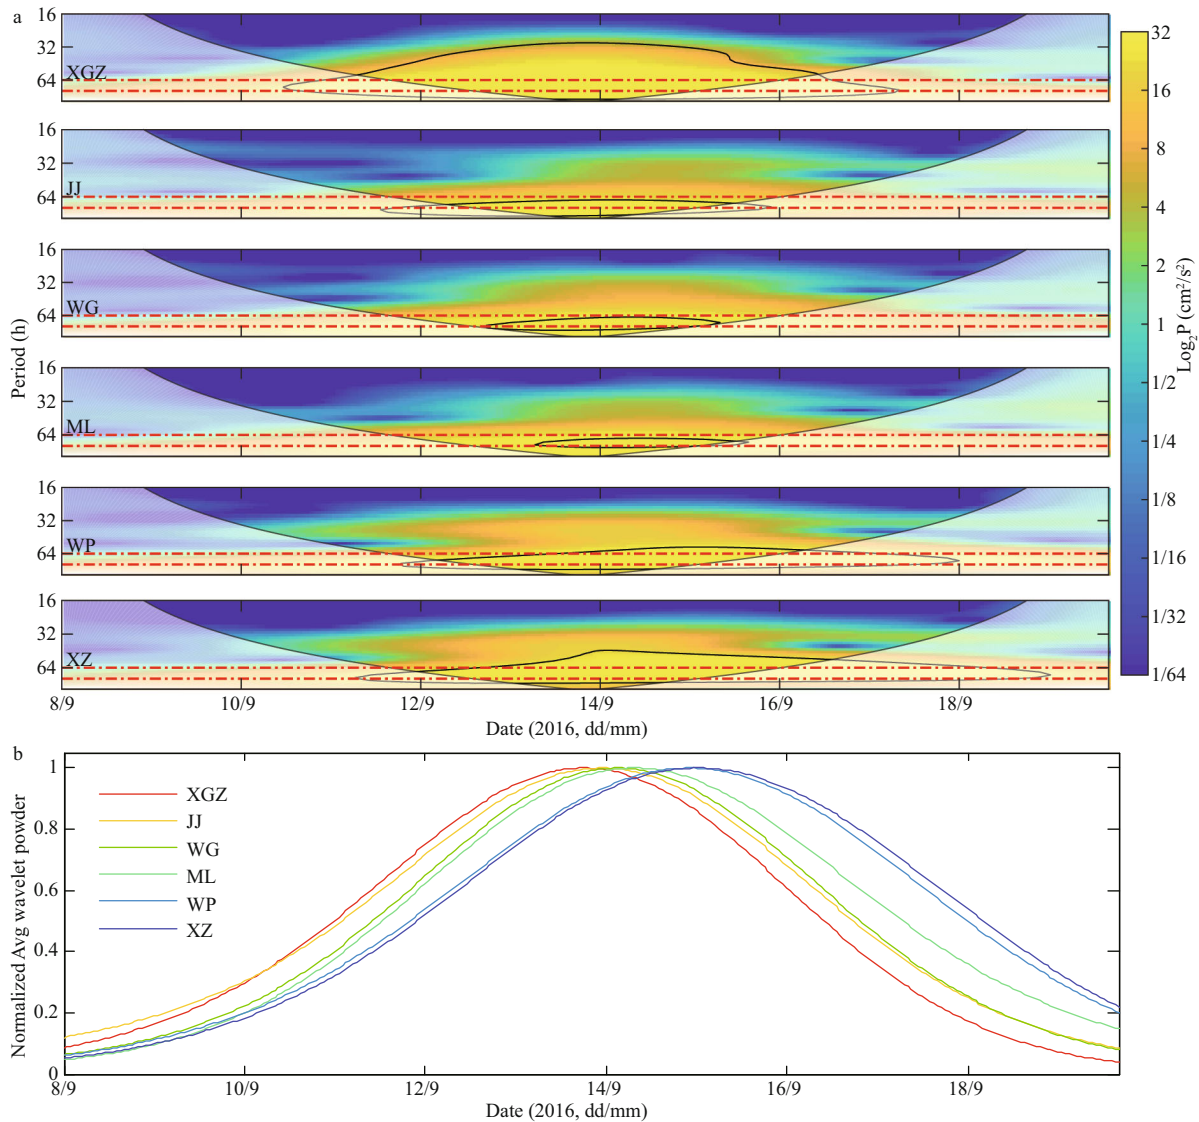 a
16
32
XGZ
64
16
32
JJ
64
16
32
WG
64
16
32
ML
64
16
32
WP
64
16
32
XZ
64
Period (h)
8/9
10/9
12/9
14/9
16/9
18/9
Date (2016, dd/mm)
32
16
8
4
2
1
1/2
1/4
1/8
1/16
1/32
1/64
Log₂P (cm²/s²)
b
1
0.8
0.6
0.4
0.2
0
Normalized Avg wavelet powder
XGZ
JJ
WG
ML
WP
XZ
8/9
10/9
12/9
14/9
16/9
18/9
Date (2016, dd/mm)